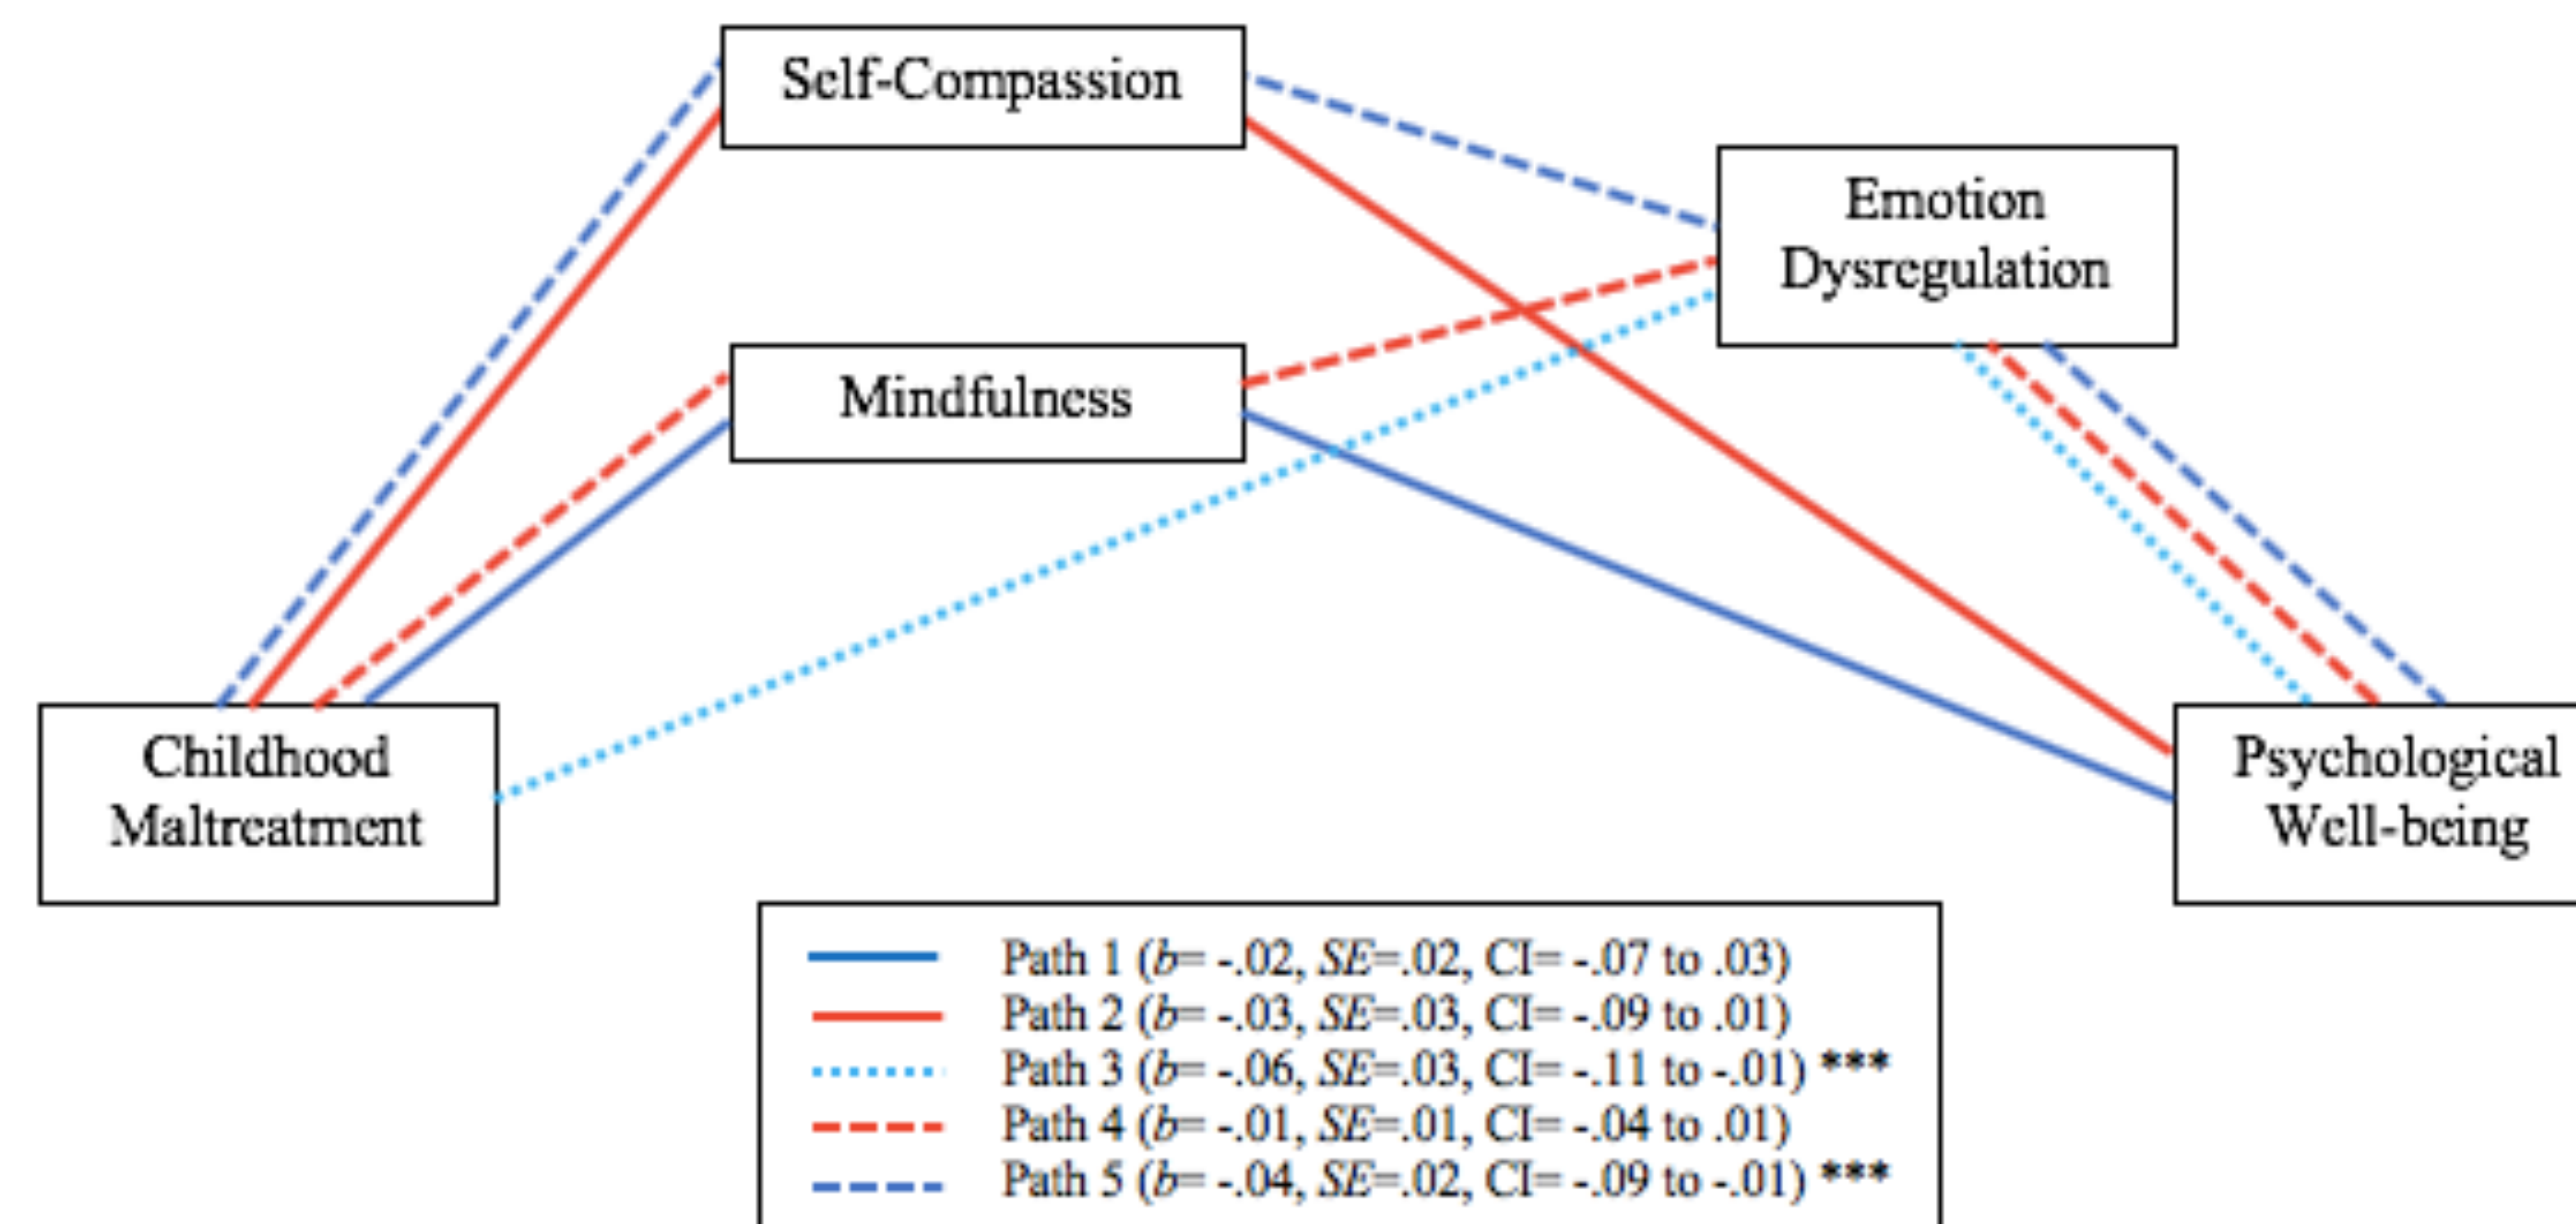 Self-Compassion
Emotion
Dysregulation
Mindfulness
Childhood
Maltreatment
Psychological
Well-being
Path 1 (b= -.02, SE=.02, CI= -.07 to .03)
Path 2 (b= -.03, SE=.03, CI= -.09 to .01)
Path 3 (b= -.06, SE=.03, CI= -.11 to -.01) ***
Path 4 (b= -.01, SE=.01, CI= -.04 to .01)
Path 5 (b= -.04, SE=.02, CI= -.09 to -.01) ***